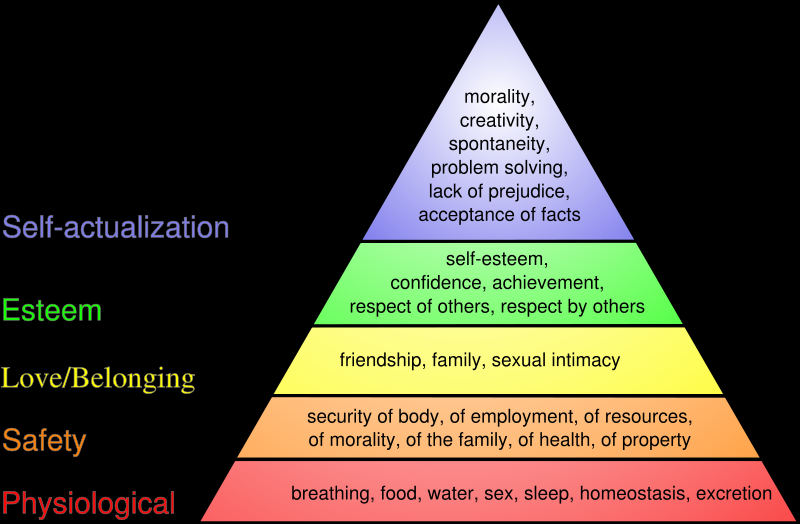 morality,
creativity,
spontaneity,
problem solving,
lack of prejudice,
acceptance of facts
Self-actualization
self-esteem,
confidence, achievement,
respect of others, respect by others
Esteem
friendship, family, sexual intimacy
Love/Belonging
security of body, of employment, of resources,
of morality, of the family, of health, of property
Safety
breathing, food, water, sex, sleep, homeostasis, excretion
Physiological